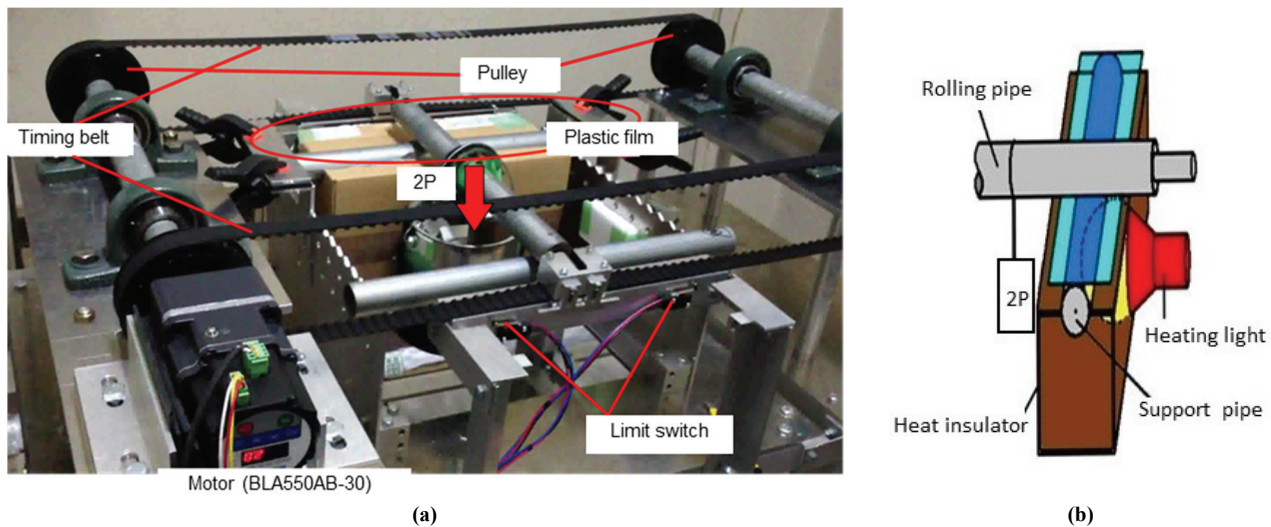 Pulley
Timing belt
Plastic film
2P
Limit switch
Motor (BLA550AB-30)
(a)
Rolling pipe
2P
Heating light
Support pipe
Heat insulator
(b)